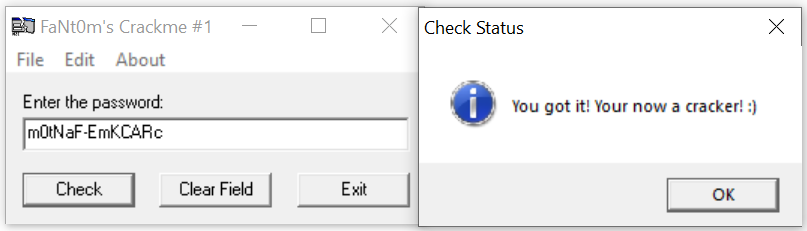 FaNt0m's Crackme #1
File Edit About
Enter the password:
m0tNaF-EmKCARc
Check Clear Field Exit
Check Status
You got it! Your now a cracker! :)
OK